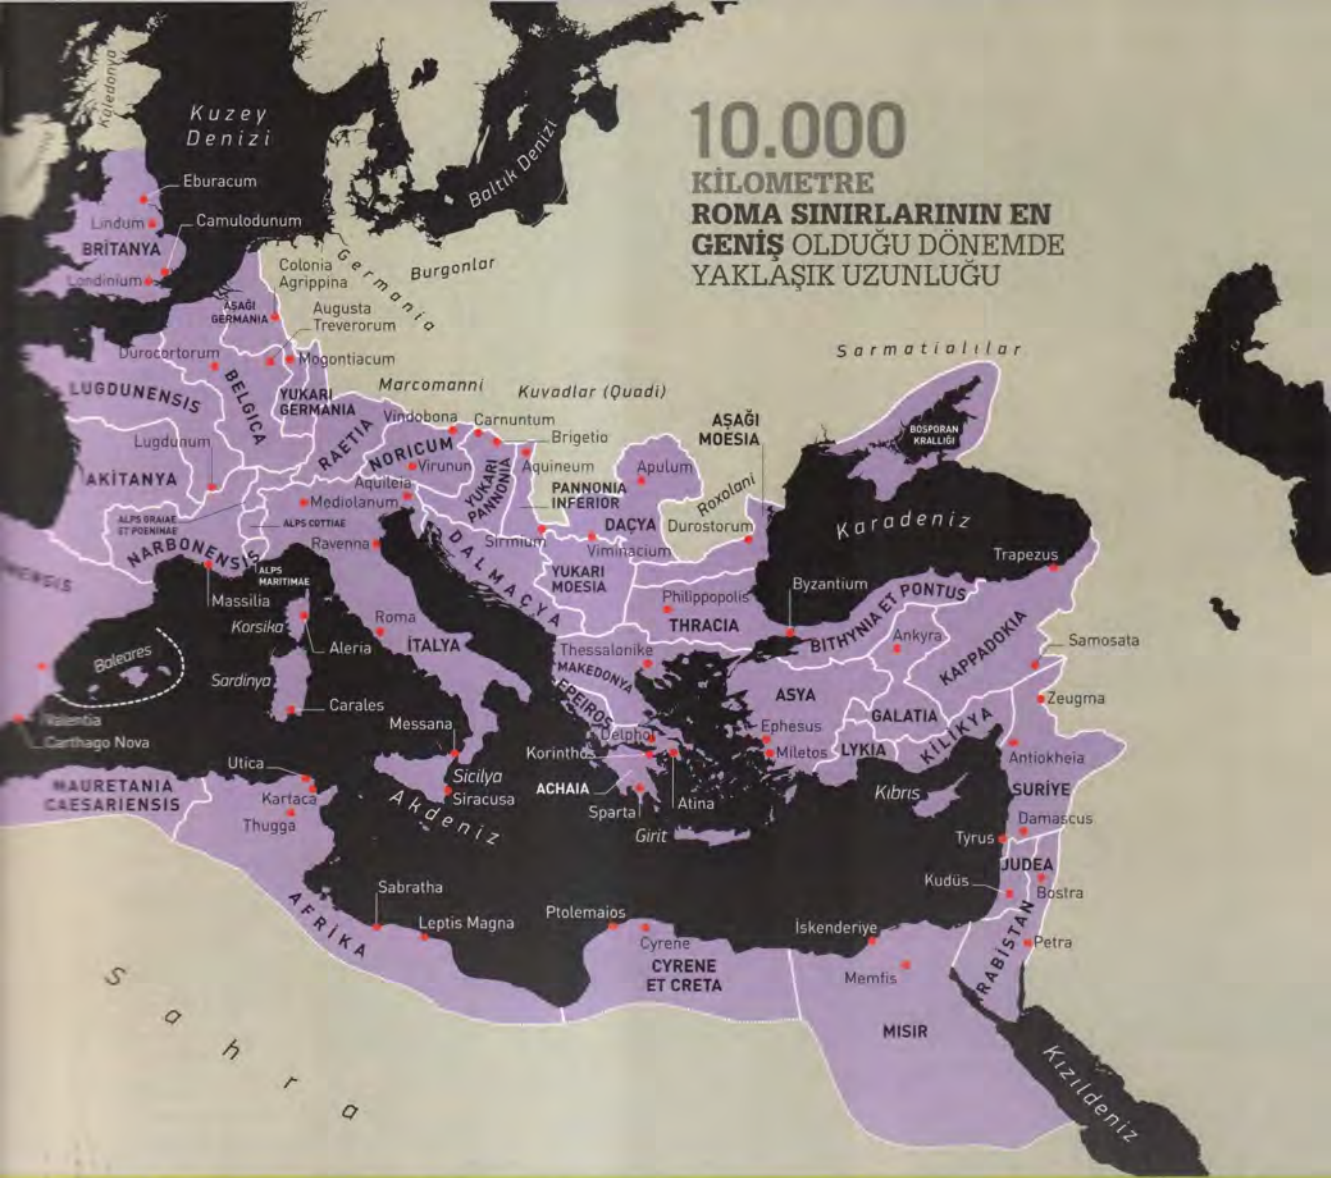 Kaledonya
Kuzey
Denizi
Baltık Denizi
10.000
KİLOMETRE
ROMA SINIRLARININ EN
GENİŞ OLDUĞU DÖNEMDE
YAKLAŞIK UZUNLUĞU
Eburacum
Lindum
Camulodunum
BRİTANYA
Londinium
Colonia
Agrippina
Germania
Burgonlar
AŞAĞI
GERMANIA
Augusta
Treverorum
Durocortorum
Mogontiacum
Sarmatialılar
LUGDUNENSIS
BELGICA
YUKARI
GERMANIA
Marcomanni
Kuvadlar (Quadi)
RAETIA
Vindobona
Carnuntum
Brigetio
AŞAĞI
MOESIA
BOSPORAN
KRALLIĞI
Lugdunum
NORICUM
Virunun
YUKARI
PANNONIA
Aquineum
Apulum
AKİTANYA
Aquileia
Mediolanum
PANNONIA
INFERIOR
Roxolani
Karadeniz
ALPS GRAIAE
ET POENINAE
ALPS COTTIAE
DAÇYA
Durostorum
NARBONENSIS
Ravenna
DALMAÇYA
Sirmium
Viminacium
Trapezus
ALPS
MARITIMAE
YUKARI
MOESIA
Byzantium
BITHYNIA ET PONTUS
Massilia
Philippopolis
Korsika
Aleria
Roma
İTALYA
THRACIA
Ankyra
KAPPADOKIA
Samosata
Baleares
Sardinya
Thessalonike
MAKEDONYA
ASYA
Zeugma
EPEIROS
GALATIA
Valentia
Carales
Messana
Delphoi
Ephesus
KİLİKYA
Carthago Nova
Korinthos
Miletos
LYKIA
Antiokheia
Utica
Sicilya
MAURETANIA
CAESARIENSIS
Kartaca
Siracusa
ACHAIA
Kıbrıs
SURİYE
Thugga
Akdeniz
Sparta
Atina
Girit
Damascus
Tyrus
JUDEA
Kudüs
Bostra
Sabratha
AFRİKA
Leptis Magna
Ptolemaios
Cyrene
İskenderiye
RABİSTAN
Petra
CYRENE
ET CRETA
Memfis
Sahra
MISIR
Kızıldeniz